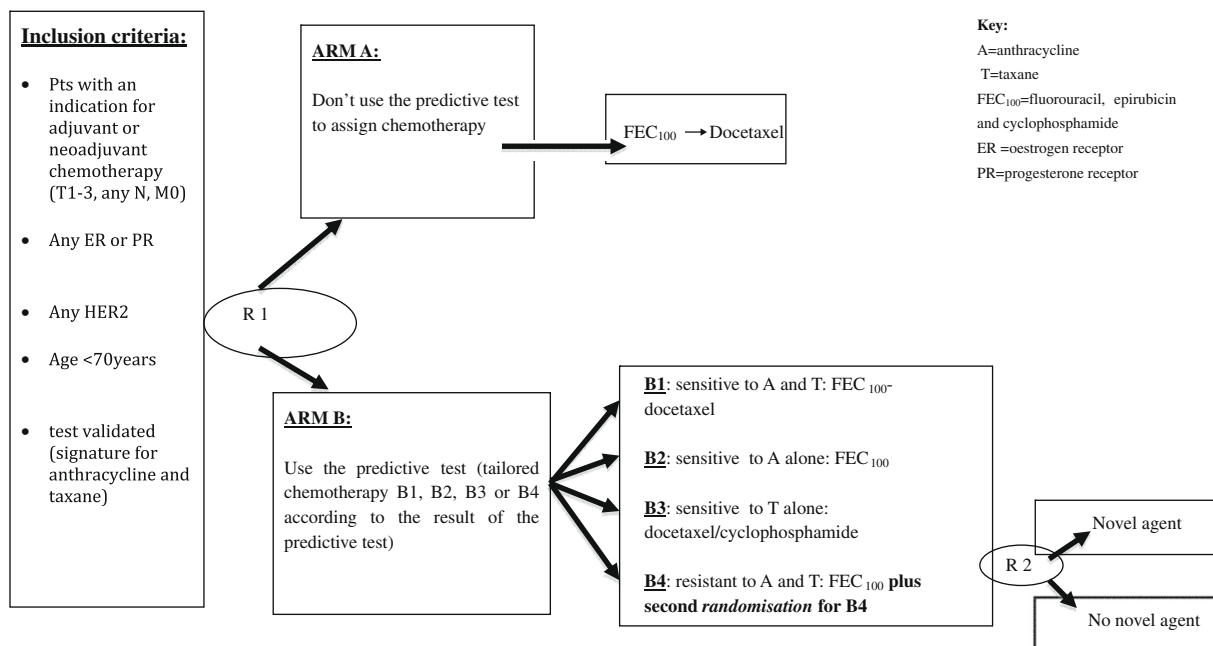 Inclusion criteria:
• Pts with an
indication for
adjuvant or
neoadjuvant
chemotherapy
(T1-3, any N, M0)
• Any ER or PR
• Any HER2
• Age <70years
• test validated
(signature for
anthracycline and
taxane)
R 1
ARM A:
Don’t use the predictive test
to assign chemotherapy
FEC100 → Docetaxel
Key:
A=anthracycline
T=taxane
FEC100=fluorouracil, epirubicin
and cyclophosphamide
ER =oestrogen receptor
PR=progesterone receptor
ARM B:
Use the predictive test (tailored
chemotherapy B1, B2, B3 or B4
according to the result of the
predictive test)
B1: sensitive to A and T: FEC100-
docetaxel
B2: sensitive to A alone: FEC100
B3: sensitive to T alone:
docetaxel/cyclophosphamide
B4: resistant to A and T: FEC 100 plus
second randomisation for B4
R 2
Novel agent
No novel agent